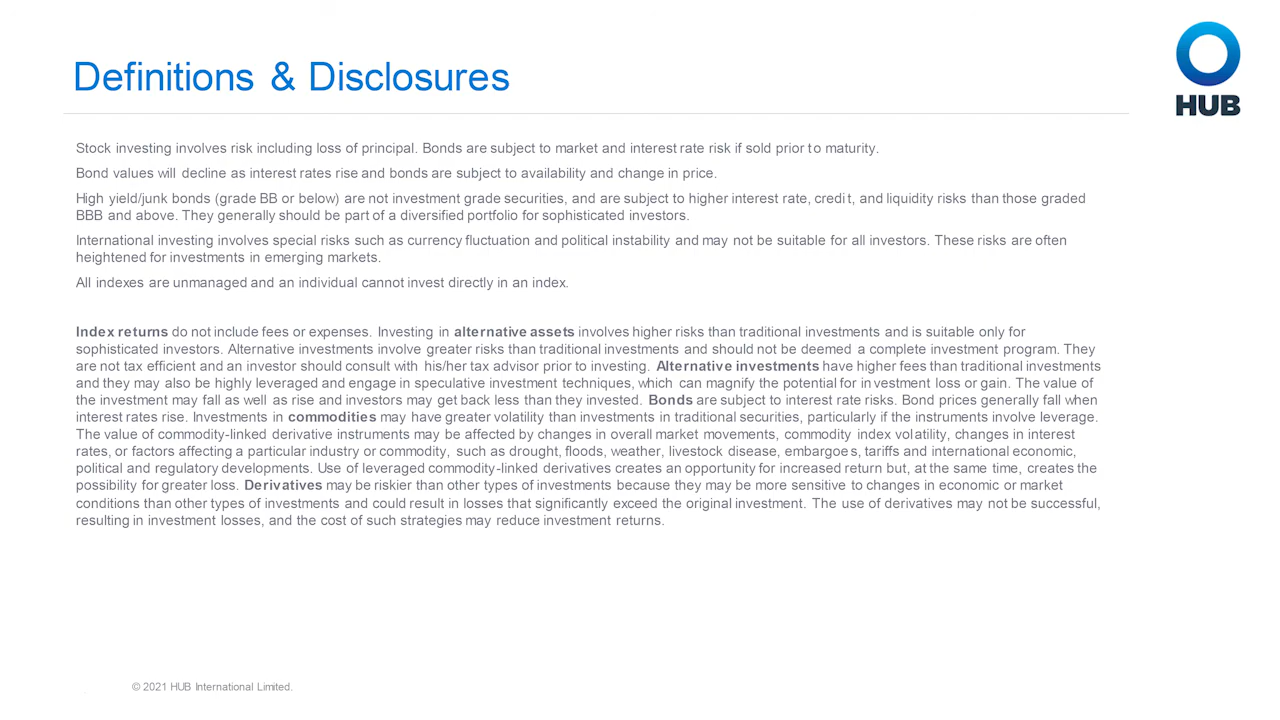 Definitions & Disclosures
HUB
Stock investing involves risk including loss of principal. Bonds are subject to market and interest rate risk if sold prior to maturity.
Bond values will decline as interest rates rise and bonds are subject to availability and change in price.
High yield/junk bonds (grade BB or below) are not investment grade securities, and are subject to higher interest rate, credit, and liquidity risks than those graded
BBB and above. They generally should be part of a diversified portfolio for sophisticated investors.
International investing involves special risks such as currency fluctuation and political instability and may not be suitable for all investors. These risks are often
heightened for investments in emerging markets.
All indexes are unmanaged and an individual cannot invest directly in an index.
Index returns do not include fees or expenses. Investing in alternative assets involves higher risks than traditional investments and is suitable only for
sophisticated investors. Alternative investments involve greater risks than traditional investments and should not be deemed a complete investment program. They
are not tax efficient and an investor should consult with his/her tax advisor prior to investing. Alternative investments have higher fees than traditional investments
and they may also be highly leveraged and engage in speculative investment techniques, which can magnify the potential for investment loss or gain. The value of
the investment may fall as well as rise and investors may get back less than they invested. Bonds are subject to interest rate risks. Bond prices generally fall when
interest rates rise. Investments in commodities may have greater volatility than investments in traditional securities, particularly if the instruments involve leverage.
The value of commodity-linked derivative instruments may be affected by changes in overall market movements, commodity index volatility, changes in interest
rates, or factors affecting a particular industry or commodity, such as drought, floods, weather, livestock disease, embargoes, tariffs and international economic,
political and regulatory developments. Use of leveraged commodity-linked derivatives creates an opportunity for increased return but, at the same time, creates the
possibility for greater loss. Derivatives may be riskier than other types of investments because they may be more sensitive to changes in economic or market
conditions than other types of investments and could result in losses that significantly exceed the original investment. The use of derivatives may not be successful,
resulting in investment losses, and the cost of such strategies may reduce investment returns.
© 2021 HUB International Limited.